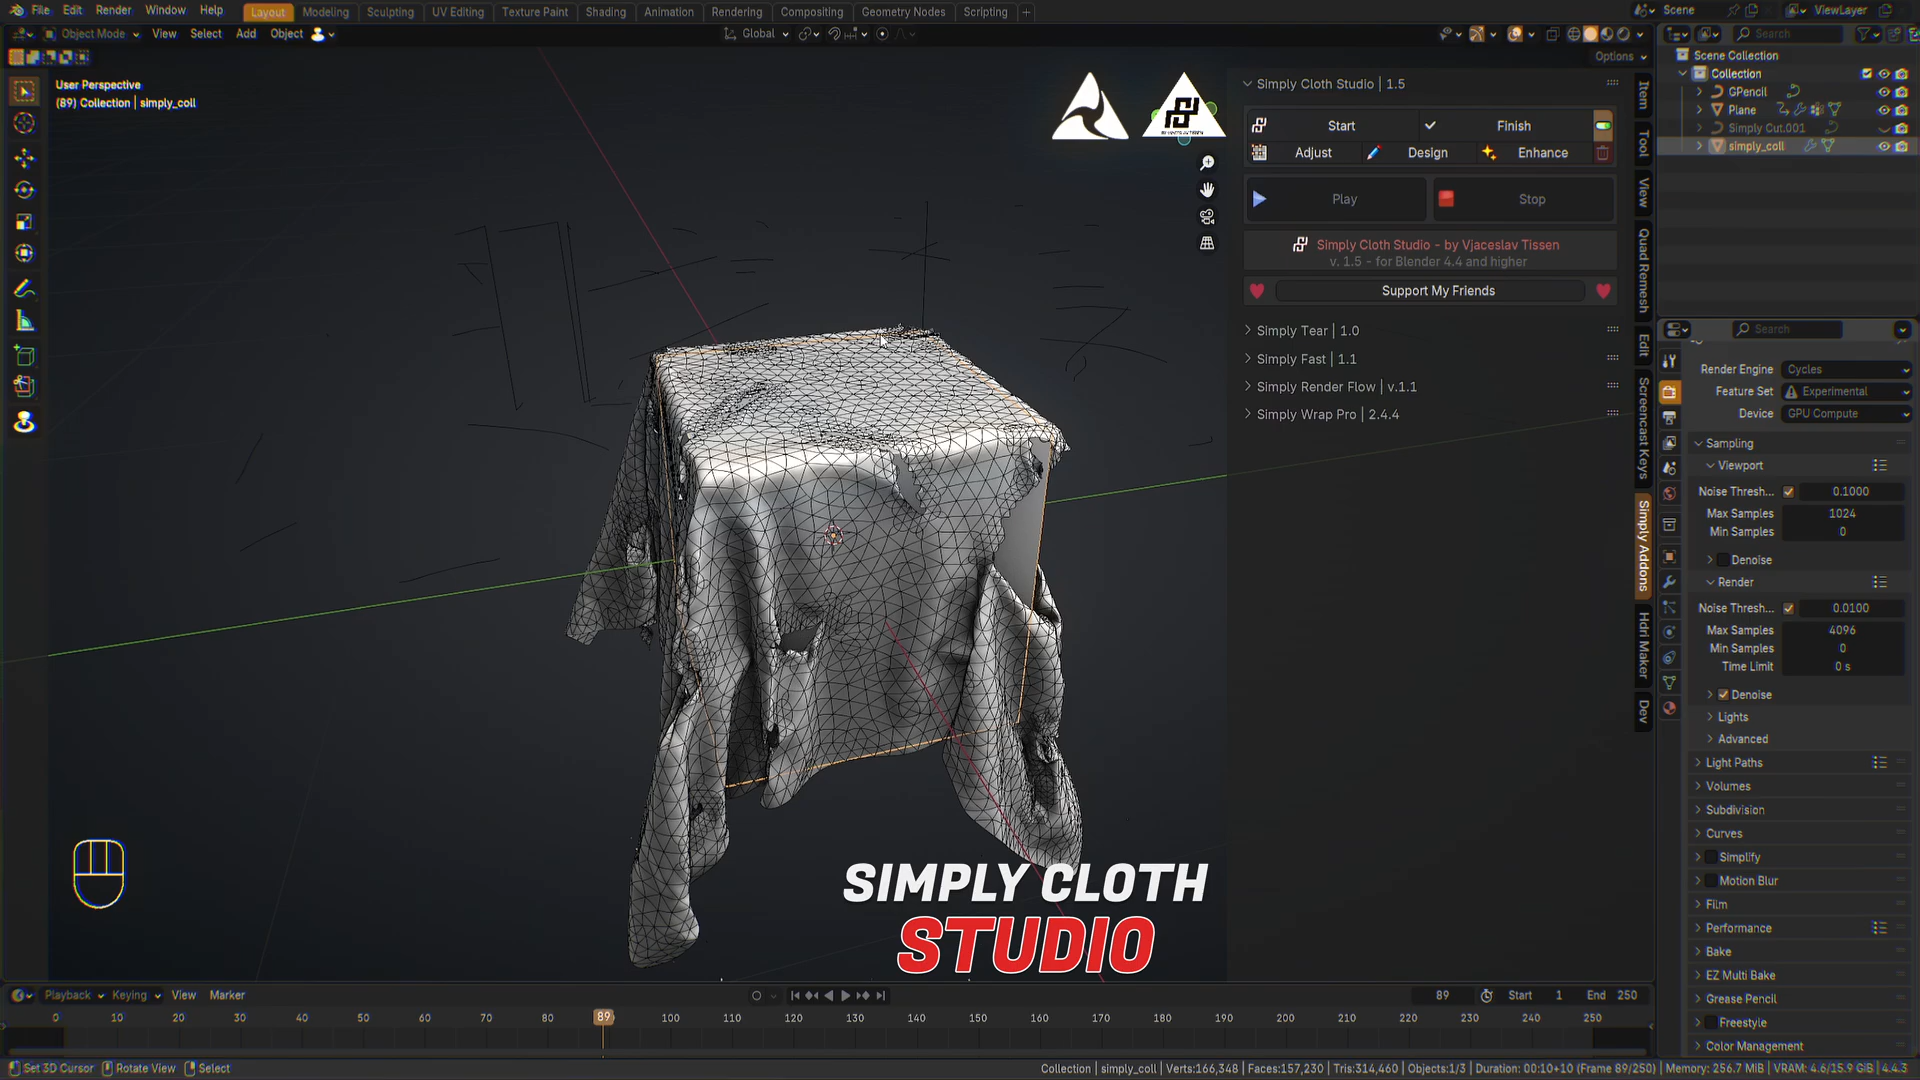 File Edit Render Window Help Layout Modeling Sculpting UV Editing Texture Paint Shading Animation Rendering Compositing Geometry Nodes Scripting + Scene ViewLayer
Object Mode View Select Add Object Global Search
Options
User Perspective
(89) Collection | simply_coll
Simply Cloth Studio | 1.5
Start Finish
Adjust Design Enhance
Play Stop
Simply Cloth Studio - by Vjaceslav Tissen
v. 1.5 - for Blender 4.4 and higher
Support My Friends
Simply Tear | 1.0
Simply Fast | 1.1
Simply Render Flow | v.1.1
Simply Wrap Pro | 2.4.4
Item
Tool
View
Quad Remesh
Edit
Screencast Keys
Simply Addons
Hdri Maker
Dev
Scene Collection
Collection
GPencil
Plane
Simply Cut.001
simply_coll
Search
Render Engine Cycles
Feature Set Experimental
Device GPU Compute
Sampling
Viewport
Noise Thresh... 0.1000
Max Samples 1024
Min Samples 0
Denoise
Render
Noise Thresh... 0.0100
Max Samples 4096
Min Samples 0
Time Limit 0 s
Denoise
Lights
Advanced
Light Paths
Volumes
Subdivision
Curves
Simplify
Motion Blur
Film
Performance
Bake
EZ Multi Bake
Grease Pencil
Freestyle
Color Management
SIMPLY CLOTH
STUDIO
Playback Keying View Marker 89 Start 1 End 250
0 10 20 30 40 50 60 70 80 89 100 110 120 130 140 150 160 170 180 190 200 210 220 230 240 250
Set 3D Cursor Rotate View Select Collection | simply_coll | Verts:166,348 | Faces:157,230 | Tris:314,460 | Objects:1/3 | Duration: 00:10+10 (Frame 89/250) | Memory: 256.7 MiB | VRAM: 4.6/15.9 GiB | 4.4.3